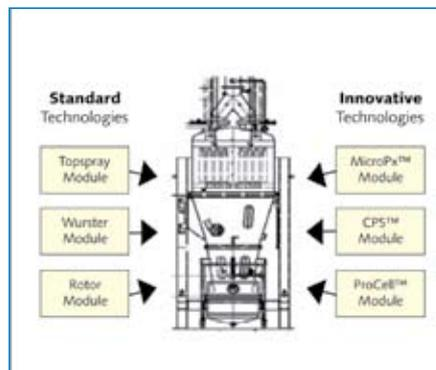 Standard
Technologies
Topspray
Module
Wurster
Module
Rotor
Module
Innovative
Technologies
MicroPx™
Module
CPS™
Module
ProCell™
Module